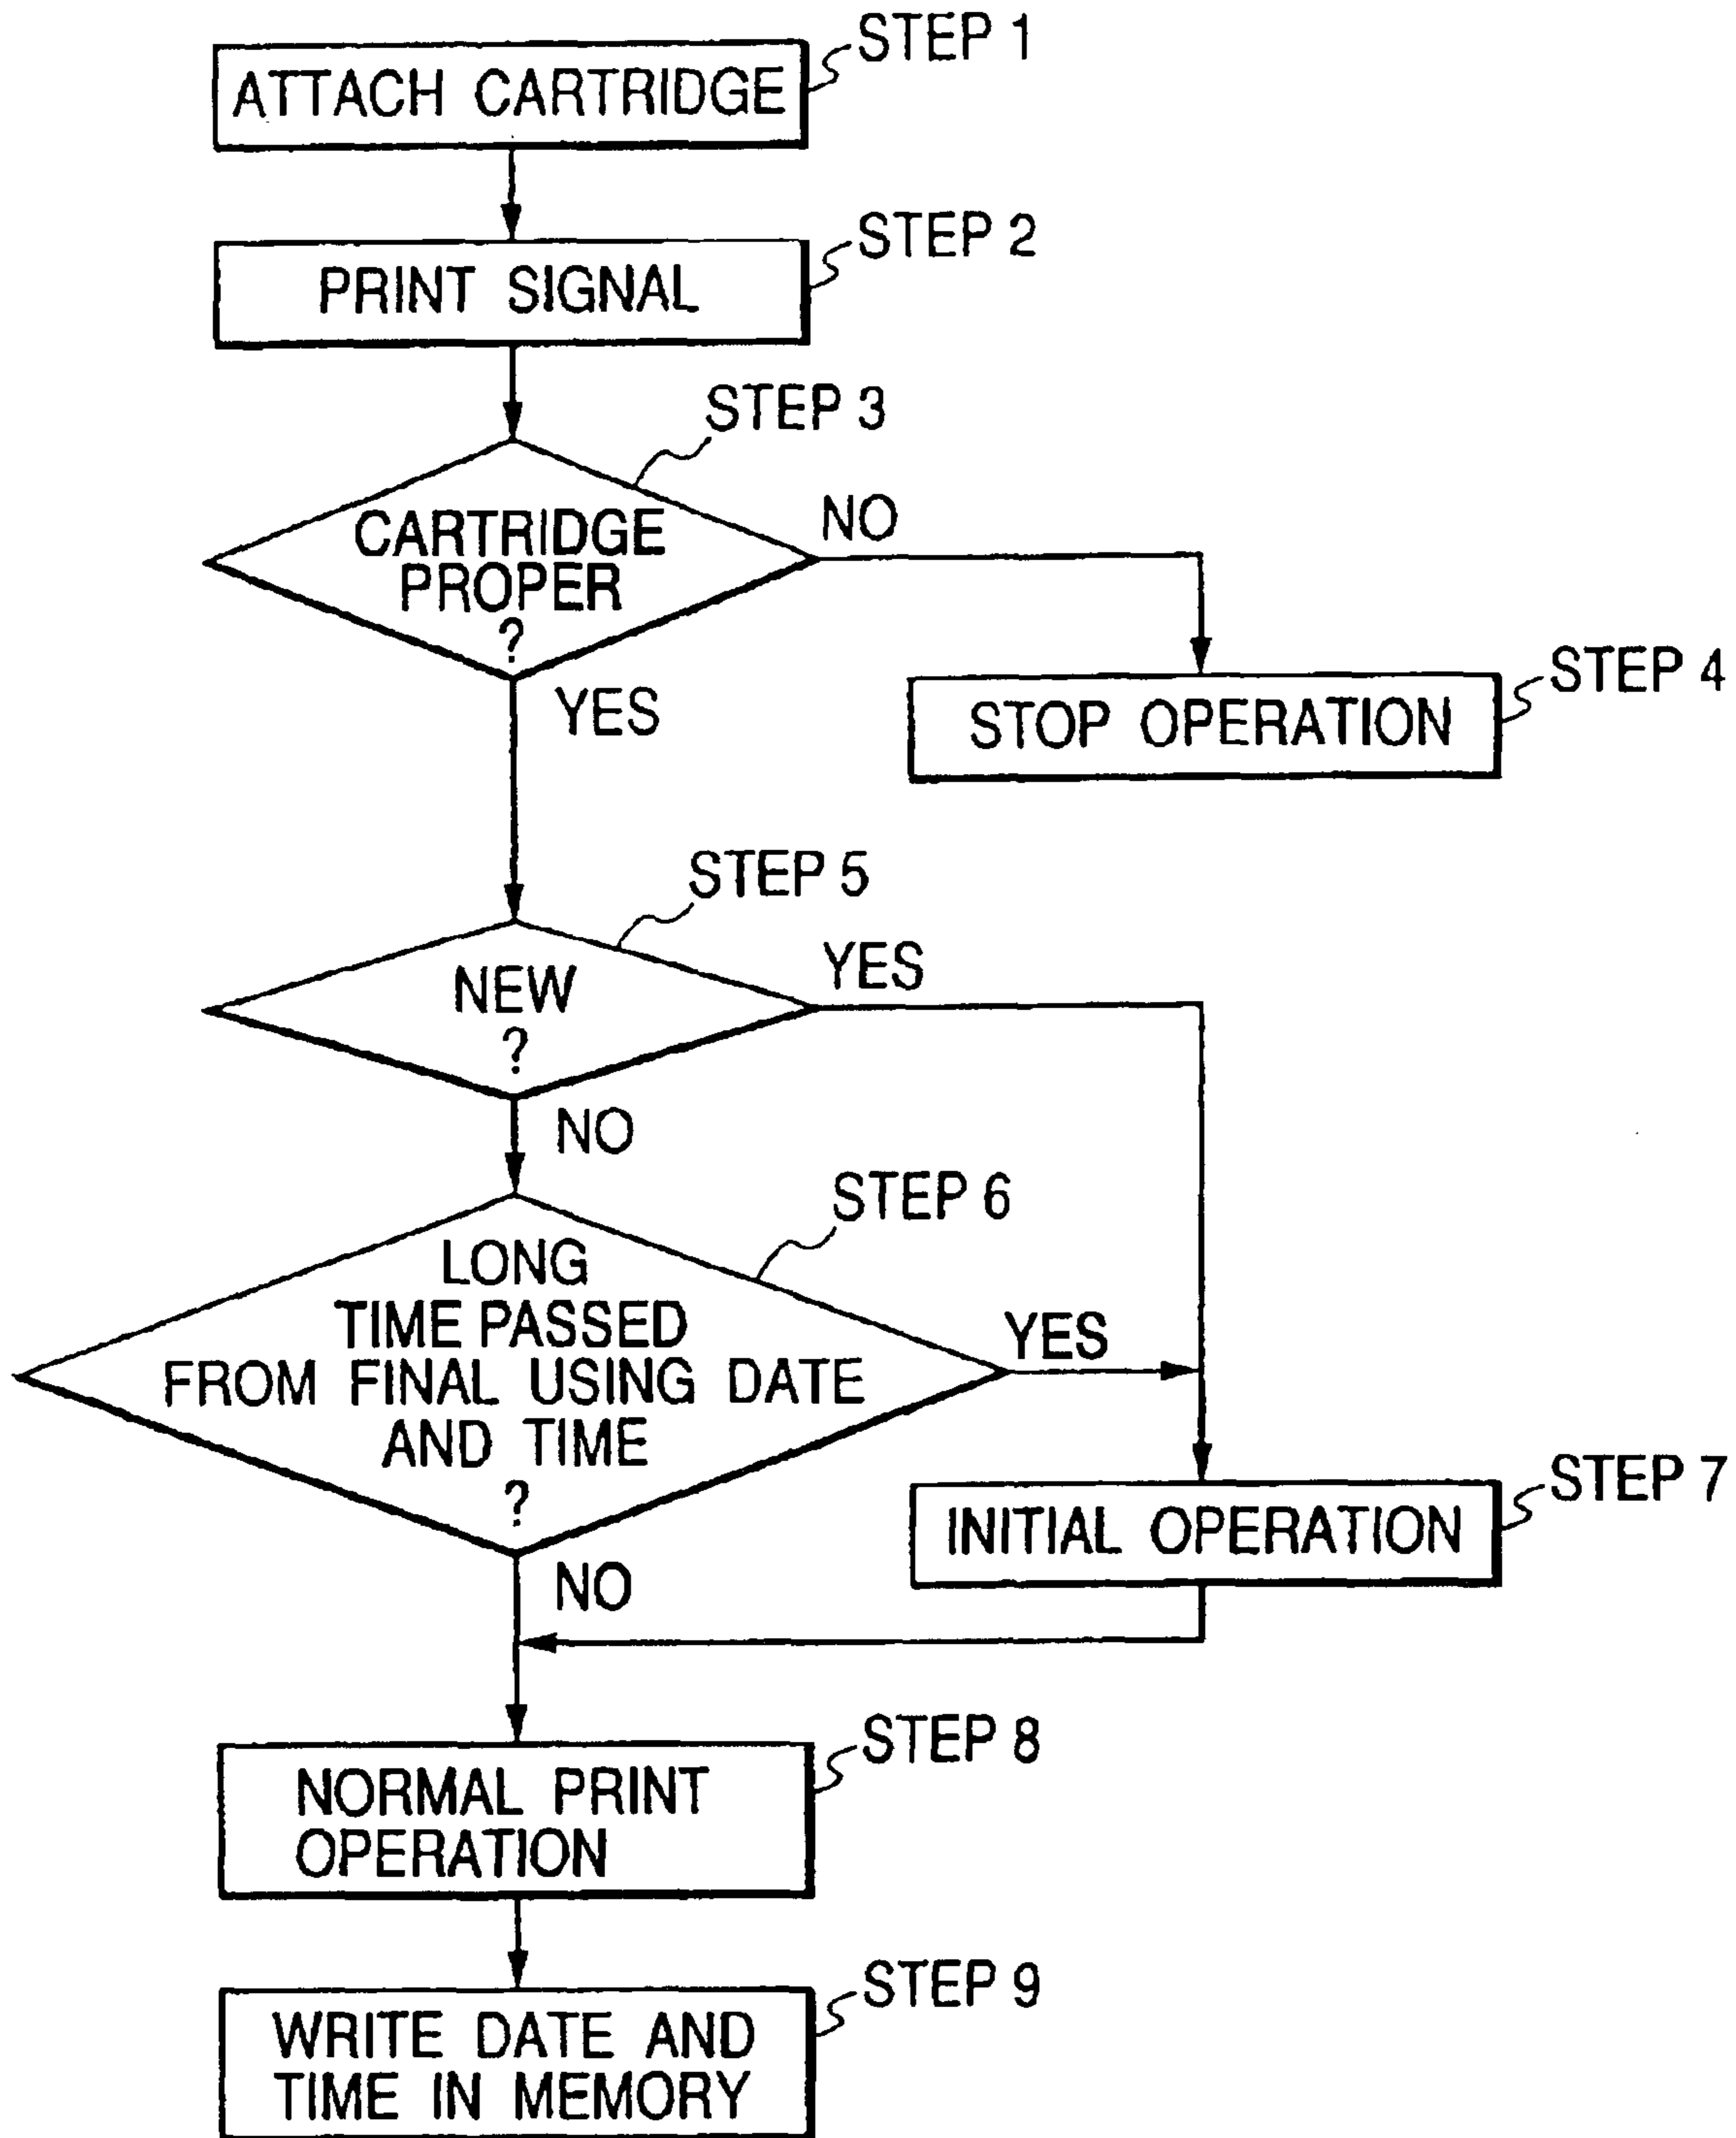 STEP 1
ATTACH CARTRIDGE
STEP 2
PRINT SIGNAL
STEP 3
CARTRIDGE
PROPER
?
NO
YES
STEP 4
STOP OPERATION
STEP 5
NEW
?
YES
NO
STEP 6
LONG
TIME PASSED
FROM FINAL USING DATE
AND TIME
?
YES
NO
STEP 7
INITIAL OPERATION
STEP 8
NORMAL PRINT
OPERATION
STEP 9
WRITE DATE AND
TIME IN MEMORY